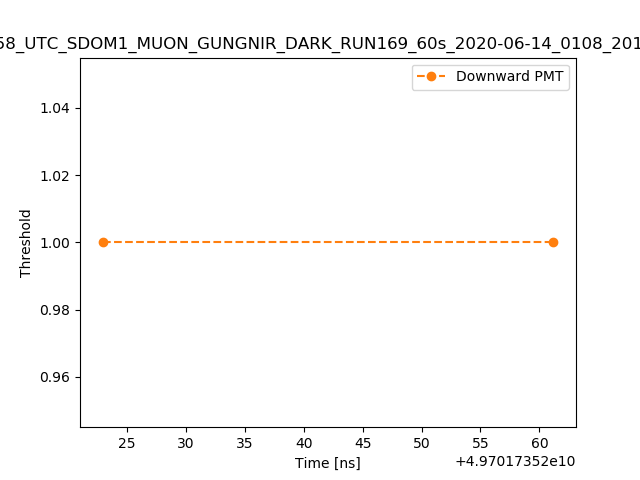 58_UTC_SDOM1_MUON_GUNGNIR_DARK_RUN169_60s_2020-06-14_0108_201
Downward PMT
1.04
1.02
1.00
0.98
0.96
Threshold
25 30 35 40 45 50 55 60
Time [ns]
+4.97017352e10